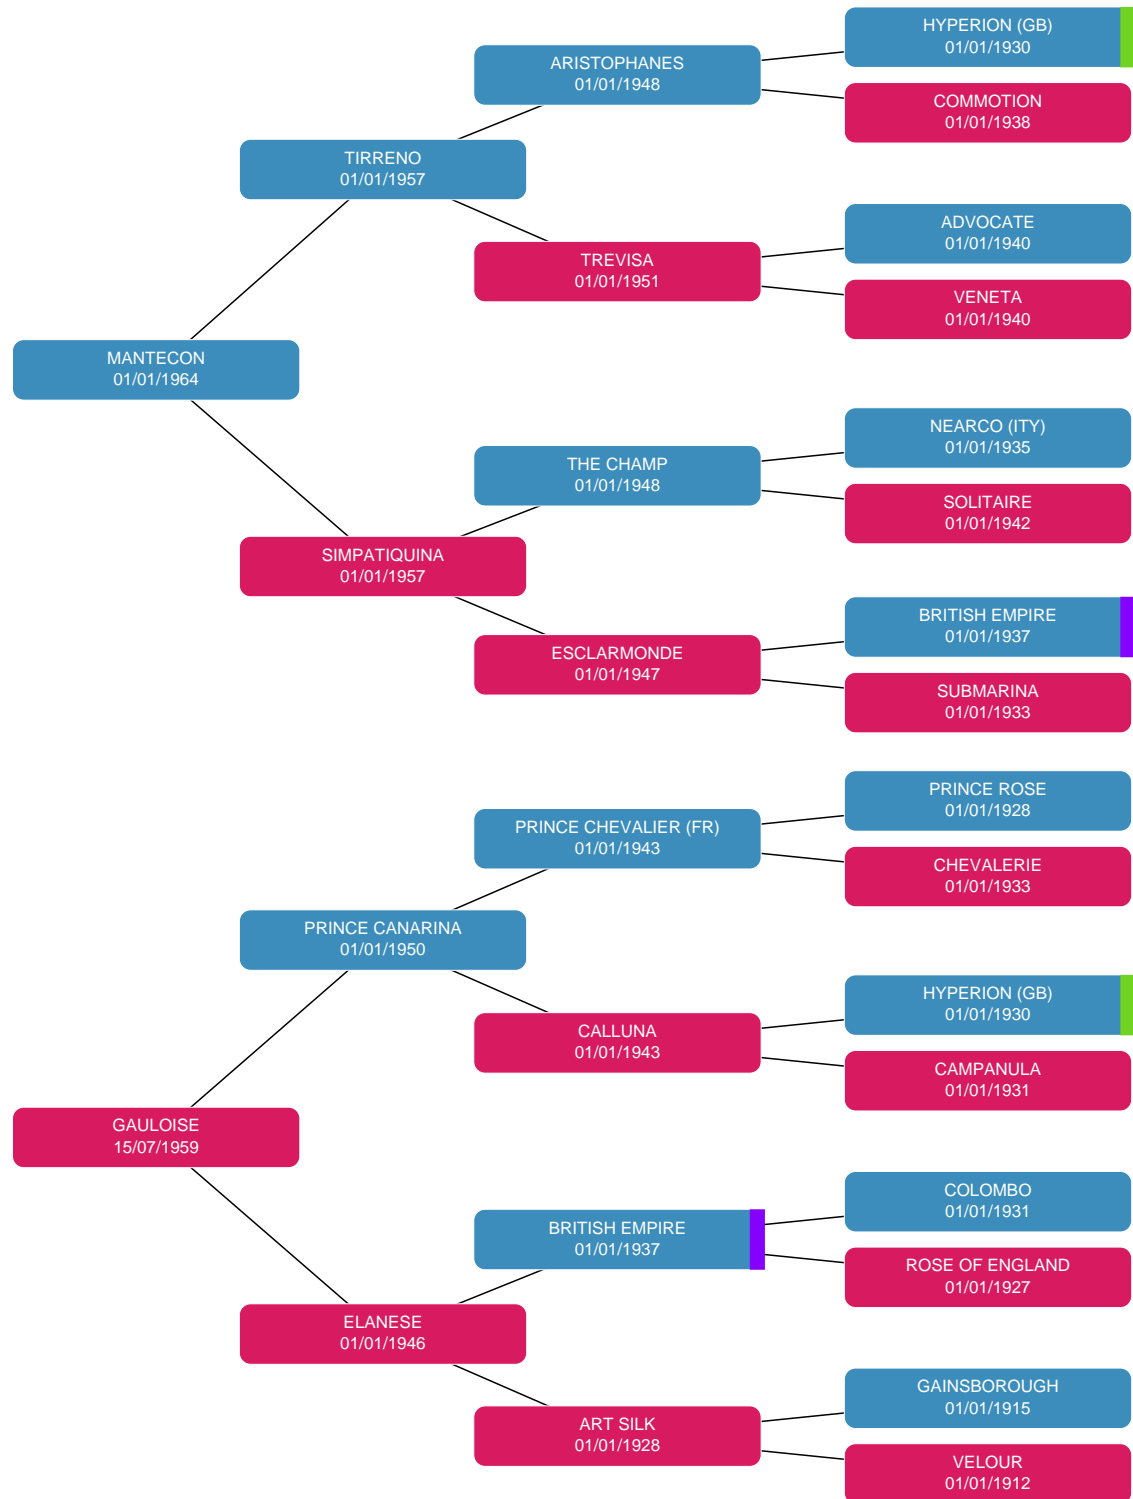 HYPERION (GB)
01/01/1930
ARISTOPHANES
01/01/1948
COMMOTION
01/01/1938
TIRRENO
01/01/1957
ADVOCATE
01/01/1940
TREVISA
01/01/1951
VENETA
01/01/1940
MANTECON
01/01/1964
NEARCO (ITY)
01/01/1935
THE CHAMP
01/01/1948
SOLITAIRE
01/01/1942
SIMPATIQUINA
01/01/1957
BRITISH EMPIRE
01/01/1937
ESCLARMONDE
01/01/1947
SUBMARINA
01/01/1933
PRINCE ROSE
01/01/1928
PRINCE CHEVALIER (FR)
01/01/1943
CHEVALERIE
01/01/1933
PRINCE CANARINA
01/01/1950
HYPERION (GB)
01/01/1930
CALLUNA
01/01/1943
CAMPANULA
01/01/1931
GAULOISE
15/07/1959
COLOMBO
01/01/1931
BRITISH EMPIRE
01/01/1937
ROSE OF ENGLAND
01/01/1927
ELANESE
01/01/1946
GAINSBOROUGH
01/01/1915
ART SILK
01/01/1928
VELOUR
01/01/1912